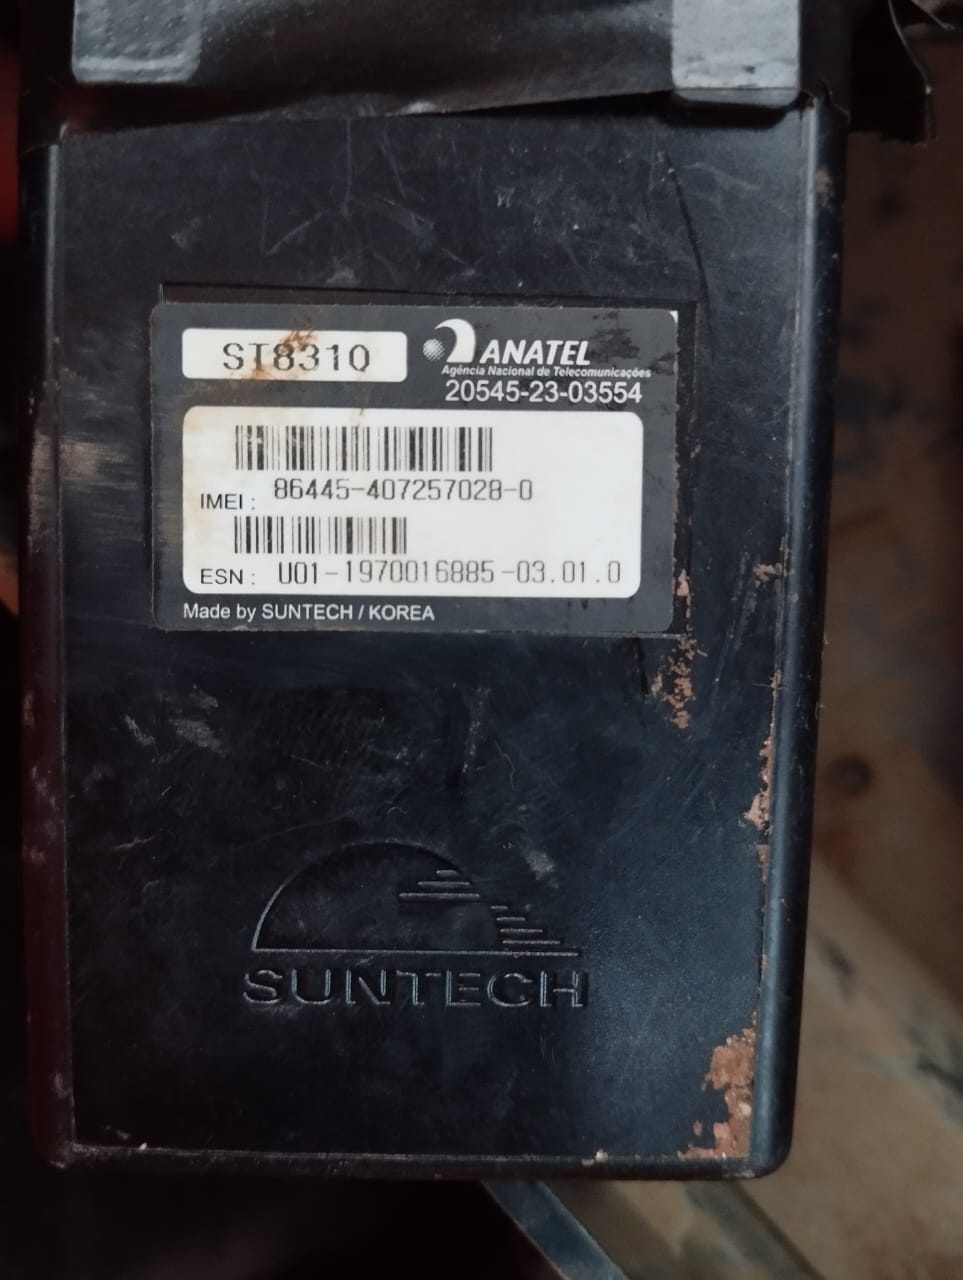 ST8310
ANATEL
Agência Nacional de Telecomunicações
20545-23-03554
IMEI : 86445-407257028-0
ESN : U01-1970016885-03.01.0
Made by SUNTECH / KOREA
SUNTECH